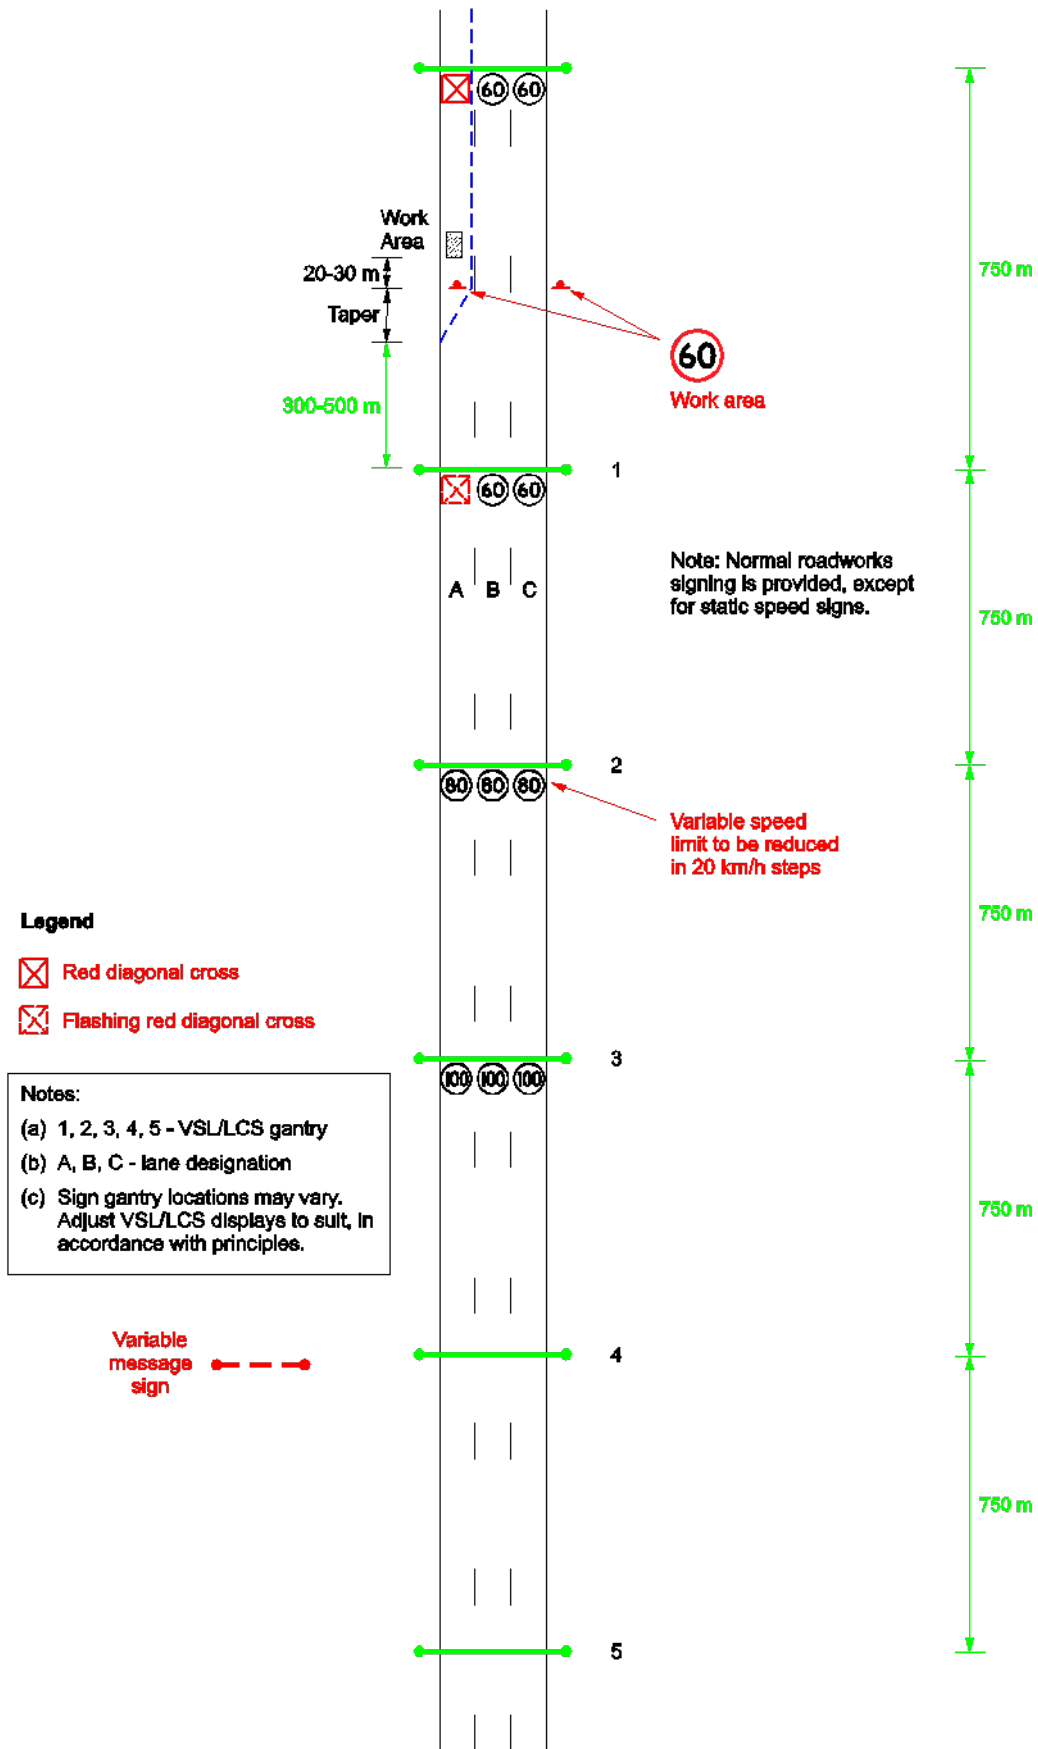 60 60
Work
Area
20-30 m
Taper
300-500 m
750 m
60
Work area
1
60 60
A B C
Note: Normal roadworks
signing is provided, except
for static speed signs.
750 m
2
80 80 80
Variable speed
limit to be reduced
in 20 km/h steps
750 m
Legend
Red diagonal cross
Flashing red diagonal cross
3
100 100 100
Notes:
(a) 1, 2, 3, 4, 5 - VSL/LCS gantry
(b) A, B, C - lane designation
(c) Sign gantry locations may vary.
Adjust VSL/LCS displays to suit, in
accordance with principles.
750 m
Variable
message
sign
4
750 m
5